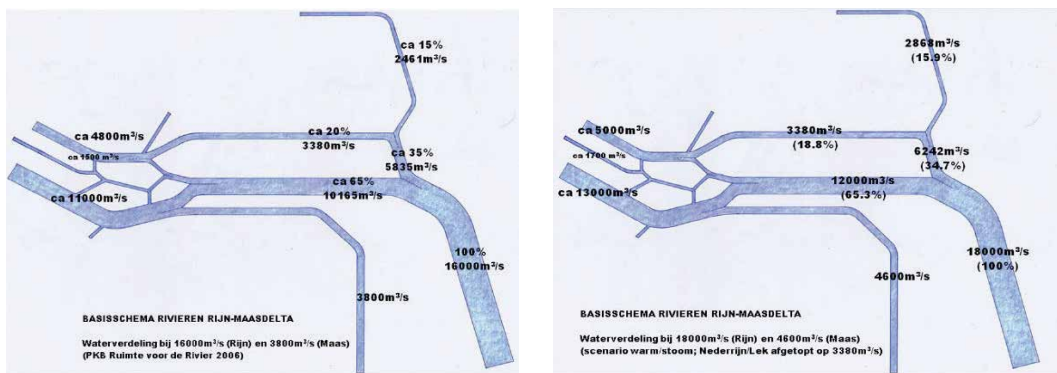 ca 15%
2461m³/s
ca 4800m³/s
ca 20%
3380m³/s
ca 1500 m³/s
ca 35%
5835m³/s
ca 65%
10165m³/s
ca 11000m³/s
100%
16000m³/s
3800m³/s
BASISSCHEMA RIVIEREN RIJN-MAASDELTA
Waterverdeling bij 16000m³/s (Rijn) en 3800m³/s (Maas)
(PKB Ruimte voor de Rivier 2006)
2868m³/s
(15.9%)
ca 5000m³/s
3380m³/s
(18.8%)
ca 1700 m³/s
6242m³/s
(34.7%)
12000m3/s
(65.3%)
ca 13000m³/s
18000m³/s
(100%)
4600m³/s
BASISSCHEMA RIVIEREN RIJN-MAASDELTA
Waterverdeling bij 18000m³/s (Rijn) en 4600m³/s (Maas)
(scenario warm/stoom; Nederrijn/Lek afgetopt op 3380m³/s)